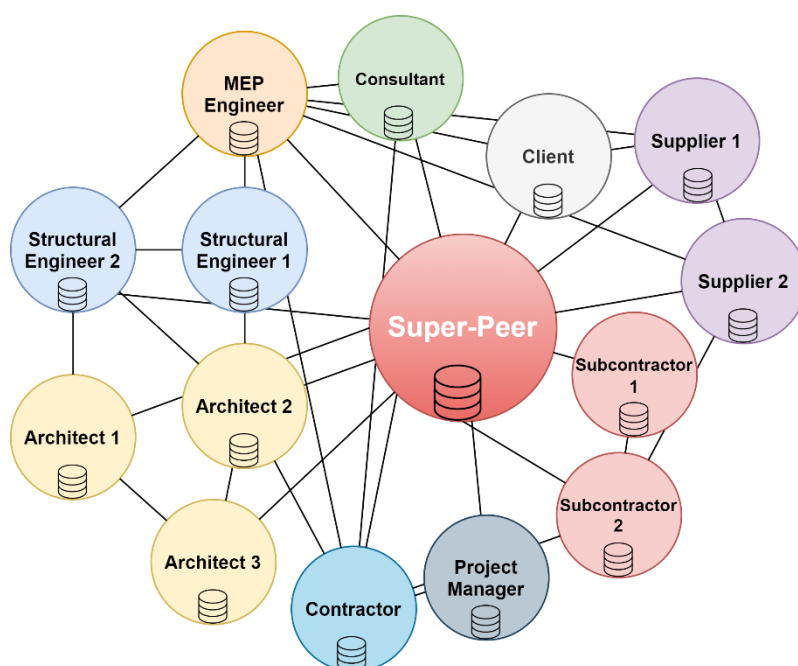 MEP
Engineer
Consultant
Client
Supplier 1
Structural
Engineer 2
Structural
Engineer 1
Supplier 2
Super-Peer
Subcontractor
1
Architect 1
Architect 2
Subcontractor
2
Architect 3
Contractor
Project
Manager